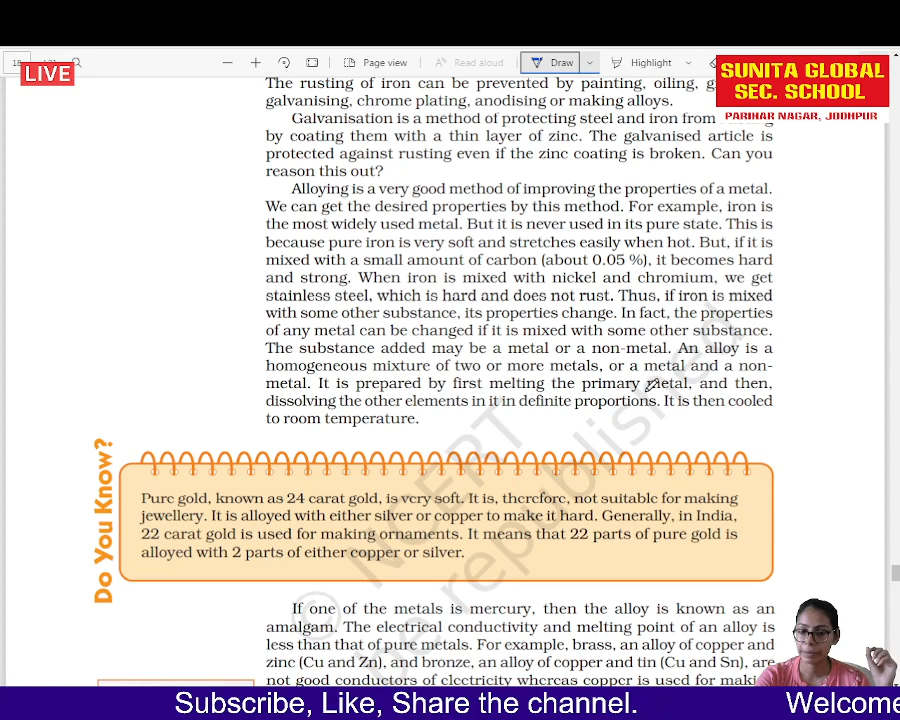 18
Page view
Read aloud
Draw
Highlight
LIVE
SUNITA GLOBAL
SEC. SCHOOL
PARIHAR NAGAR, JODHPUR
The rusting of iron can be prevented by painting, oiling,
galvanising, chrome plating, anodising or making alloys.
Galvanisation is a method of protecting steel and iron from
by coating them with a thin layer of zinc. The galvanised article is
protected against rusting even if the zinc coating is broken. Can you
reason this out?
Alloying is a very good method of improving the properties of a metal.
We can get the desired properties by this method. For example, iron is
the most widely used metal. But it is never used in its pure state. This is
because pure iron is very soft and stretches easily when hot. But, if it is
mixed with a small amount of carbon (about 0.05 %), it becomes hard
and strong. When iron is mixed with nickel and chromium, we get
stainless steel, which is hard and does not rust. Thus, if iron is mixed
with some other substance, its properties change. In fact, the properties
of any metal can be changed if it is mixed with some other substance.
The substance added may be a metal or a non-metal. An alloy is a
homogeneous mixture of two or more metals, or a metal and a non-
metal. It is prepared by first melting the primary metal, and then,
dissolving the other elements in it in definite proportions. It is then cooled
to room temperature.
Do You Know?
Pure gold, known as 24 carat gold, is very soft. It is, therefore, not suitable for making
jewellery. It is alloyed with either silver or copper to make it hard. Generally, in India,
22 carat gold is used for making ornaments. It means that 22 parts of pure gold is
alloyed with 2 parts of either copper or silver.
If one of the metals is mercury, then the alloy is known as an
amalgam. The electrical conductivity and melting point of an alloy is
less than that of pure metals. For example, brass, an alloy of copper and
zinc (Cu and Zn), and bronze, an alloy of copper and tin (Cu and Sn), are
not good conductors of electricity whereas copper is used for
© NCERT
be republished
Subscribe, Like, Share the channel.
Welcome